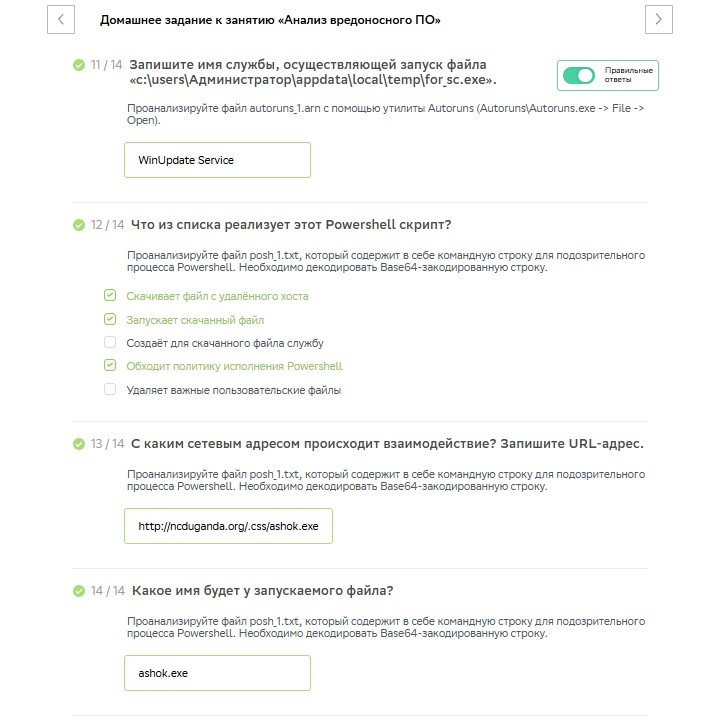 Домашнее задание к занятию «Анализ вредоносного ПО»
11 / 14 Запишите имя службы, осуществляющей запуск файла
«c:\users\Администратор\appdata\local\temp\for_sc.exe».
Правильные
ответы
Проанализируйте файл autoruns_1.arn с помощью утилиты Autoruns (Autoruns\Autoruns.exe -> File ->
Open).
WinUpdate Service
12 / 14 Что из списка реализует этот Powershell скрипт?
Проанализируйте файл posh_1.txt, который содержит в себе командную строку для подозрительного
процесса Powershell. Необходимо декодировать Base64-закодированную строку.
Скачивает файл с удалённого хоста
Запускает скачанный файл
Создаёт для скачанного файла службу
Обходит политику исполнения Powershell
Удаляет важные пользовательские файлы
13 / 14 С каким сетевым адресом происходит взаимодействие? Запишите URL-адрес.
Проанализируйте файл posh_1.txt, который содержит в себе командную строку для подозрительного
процесса Powershell. Необходимо декодировать Base64-закодированную строку.
http://ncduganda.org/.css/ashok.exe
14 / 14 Какое имя будет у запускаемого файла?
Проанализируйте файл posh_1.txt, который содержит в себе командную строку для подозрительного
процесса Powershell. Необходимо декодировать Base64-закодированную строку.
ashok.exe